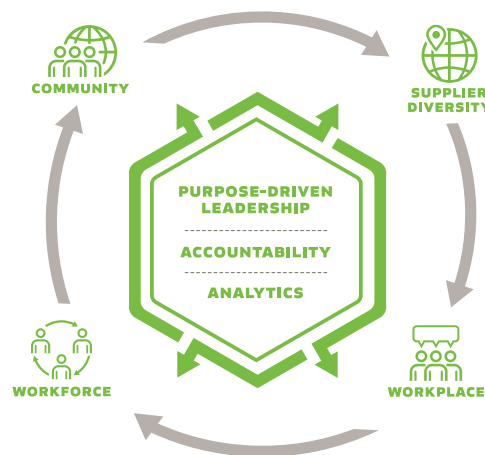 COMMUNITY
SUPPLIER
DIVERSITY
PURPOSE-DRIVEN
LEADERSHIP
ACCOUNTABILITY
ANALYTICS
WORKFORCE
WORKPLACE